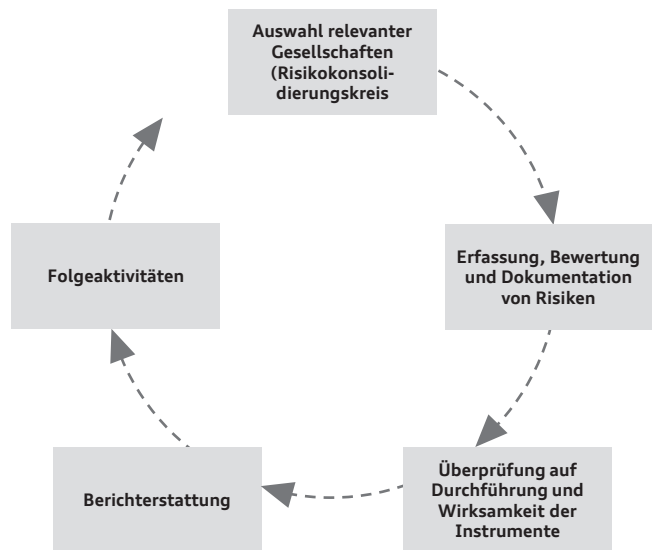 Auswahl relevanter
Gesellschaften
(Risikokonsoli-
dierungskreis
Erfassung, Bewertung
und Dokumentation
von Risiken
Überprüfung auf
Durchführung und
Wirksamkeit der
Instrumente
Berichterstattung
Folgeaktivitäten